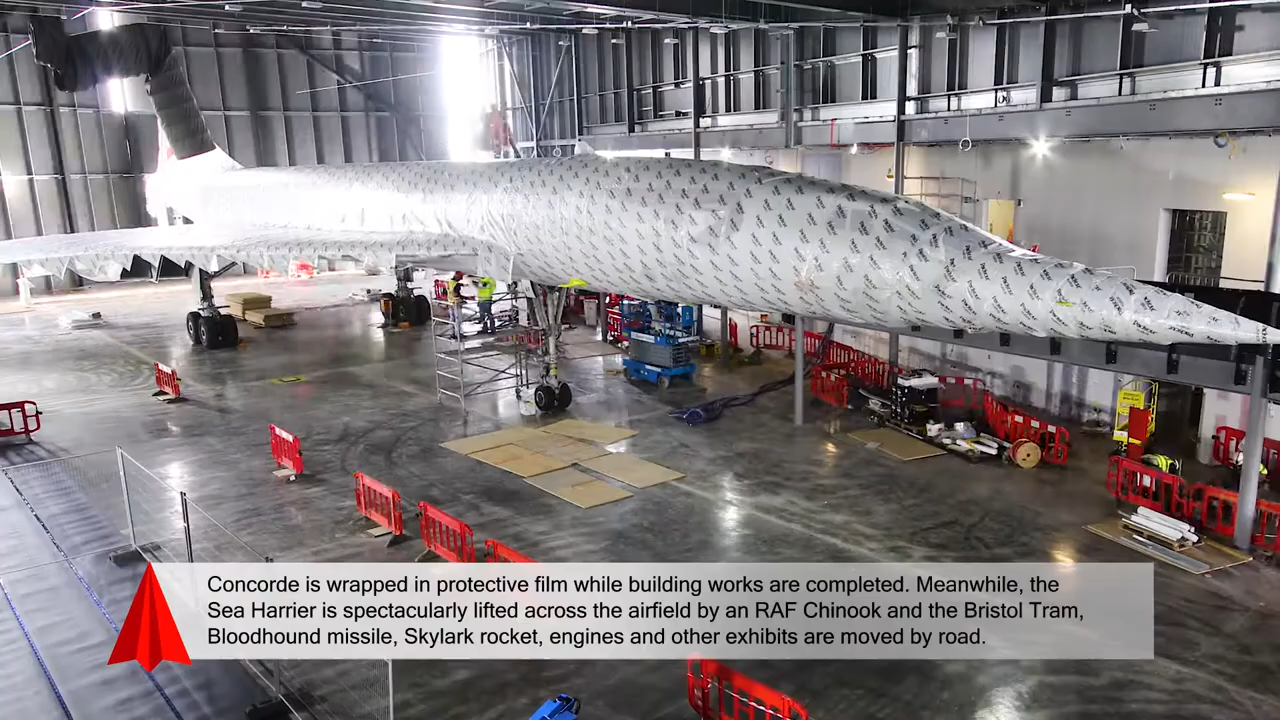 Concorde is wrapped in protective film while building works are completed. Meanwhile, the
Sea Harrier is spectacularly lifted across the airfield by an RAF Chinook and the Bristol Tram,
Bloodhound missile, Skylark rocket, engines and other exhibits are moved by road.